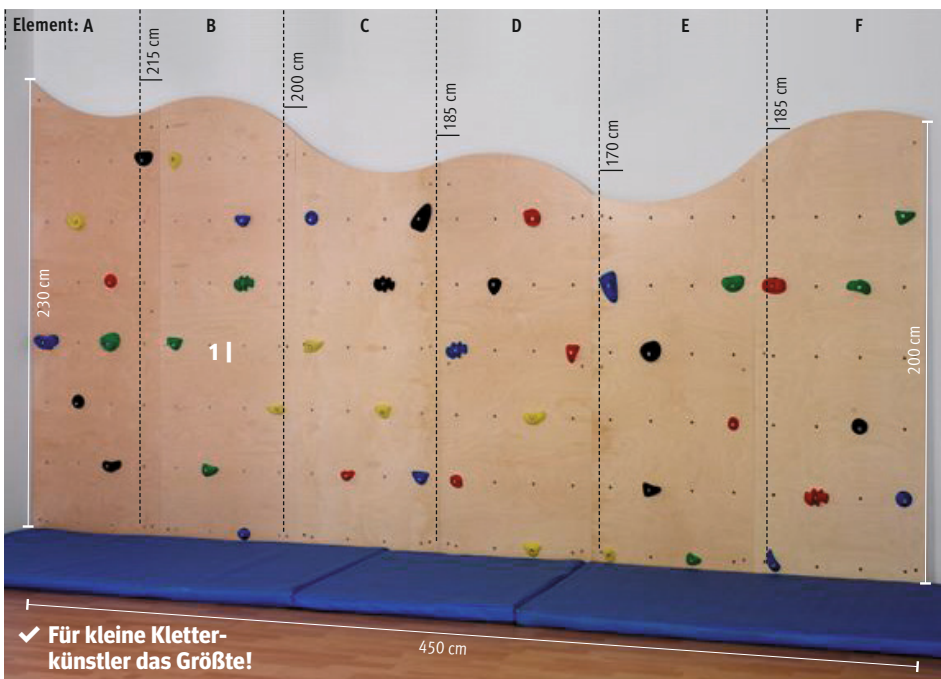 Element: A B C D E F
215 cm
200 cm
185 cm
170 cm
185 cm
230 cm
1
200 cm
450 cm
✓ Für kleine Kletter-
künstler das Größte!